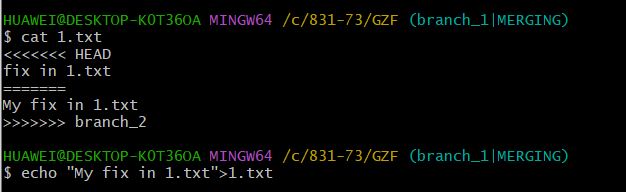 HUAWEI@DESKTOP-KOT36OA MINGW64 /c/831-73/GZF (branch_1|MERGING)
$ cat 1.txt
<<<<<<< HEAD
fix in 1.txt
=======
My fix in 1.txt
>>>>>>> branch_2
HUAWEI@DESKTOP-KOT36OA MINGW64 /c/831-73/GZF (branch_1|MERGING)
$ echo "My fix in 1.txt">1.txt